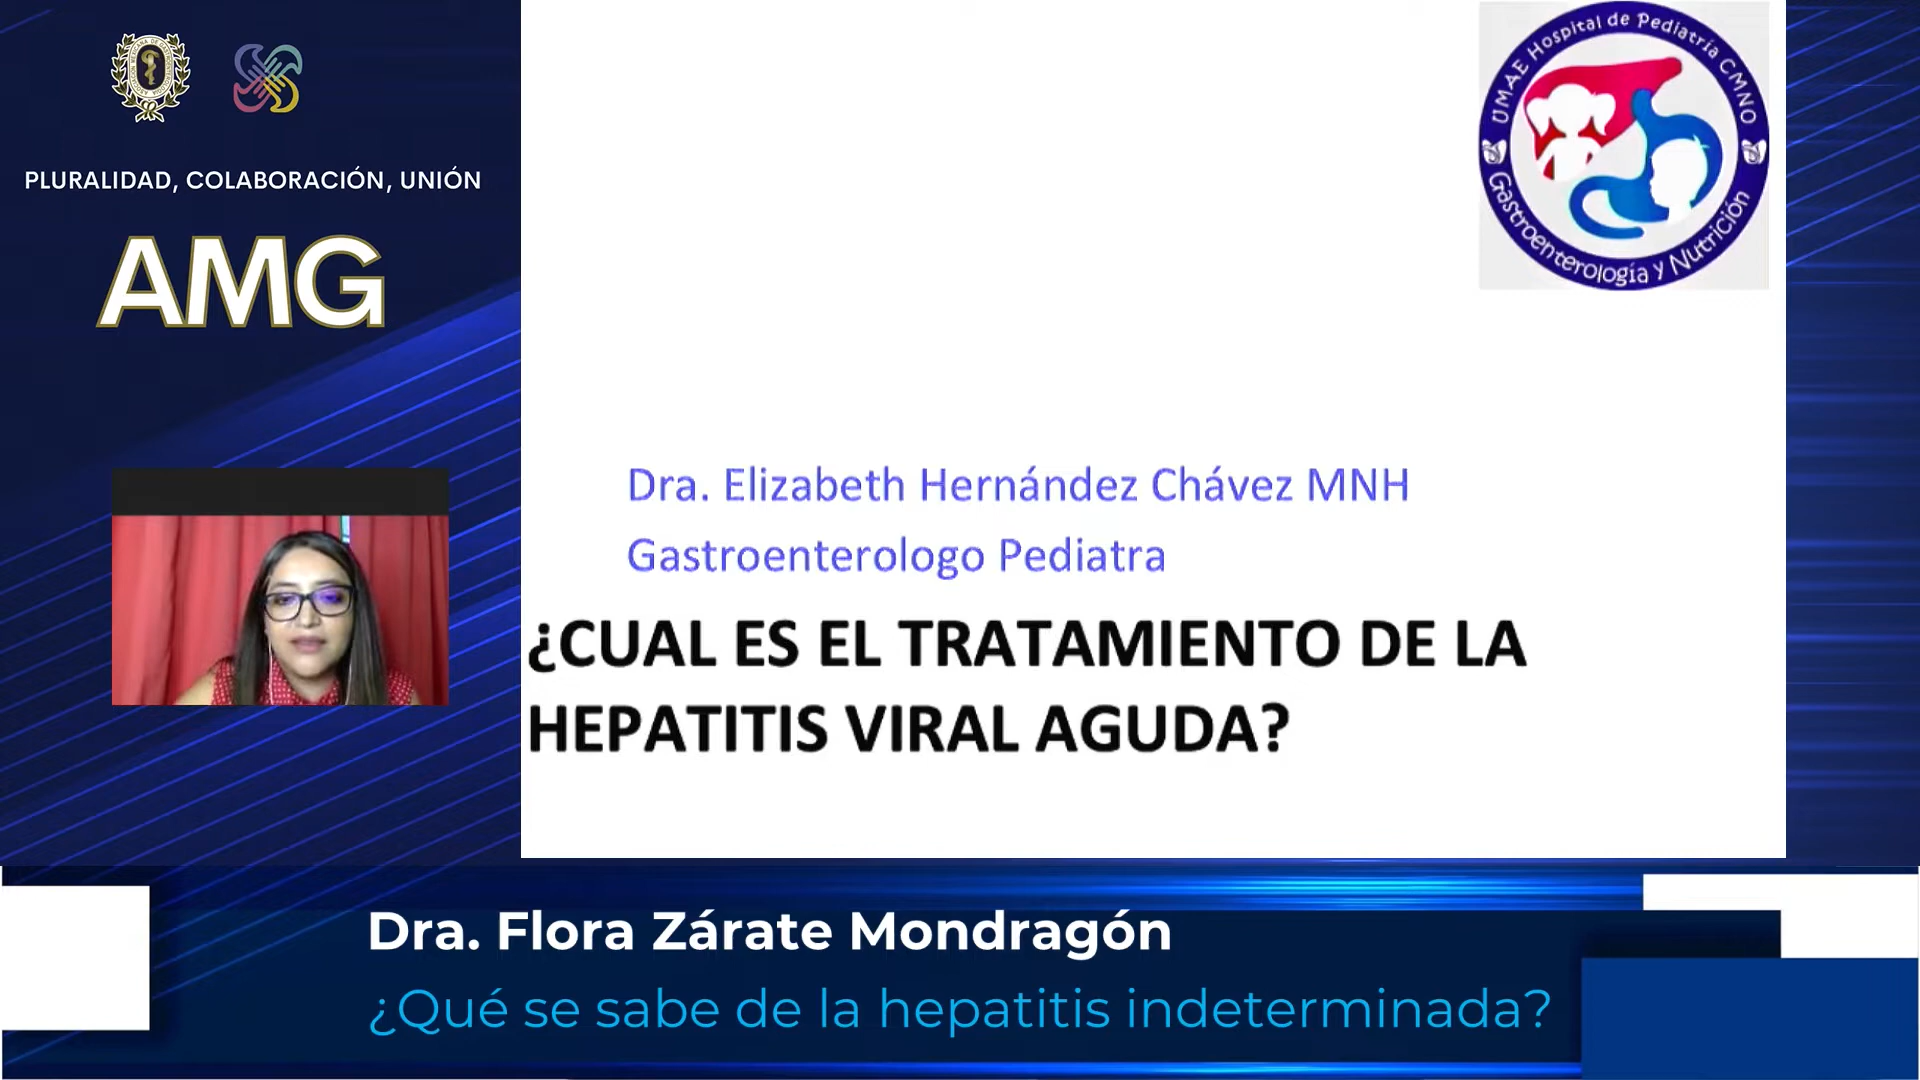 PLURALIDAD, COLABORACIÓN, UNIÓN
AMG
UMAE Hospital de Pediatría CMNO
Gastroenterología y Nutrición
Dra. Elizabeth Hernández Chávez MNH
Gastroenterologo Pediatra
¿CUAL ES EL TRATAMIENTO DE LA
HEPATITIS VIRAL AGUDA?
Dra. Flora Zárate Mondragón
¿Qué se sabe de la hepatitis indeterminada?